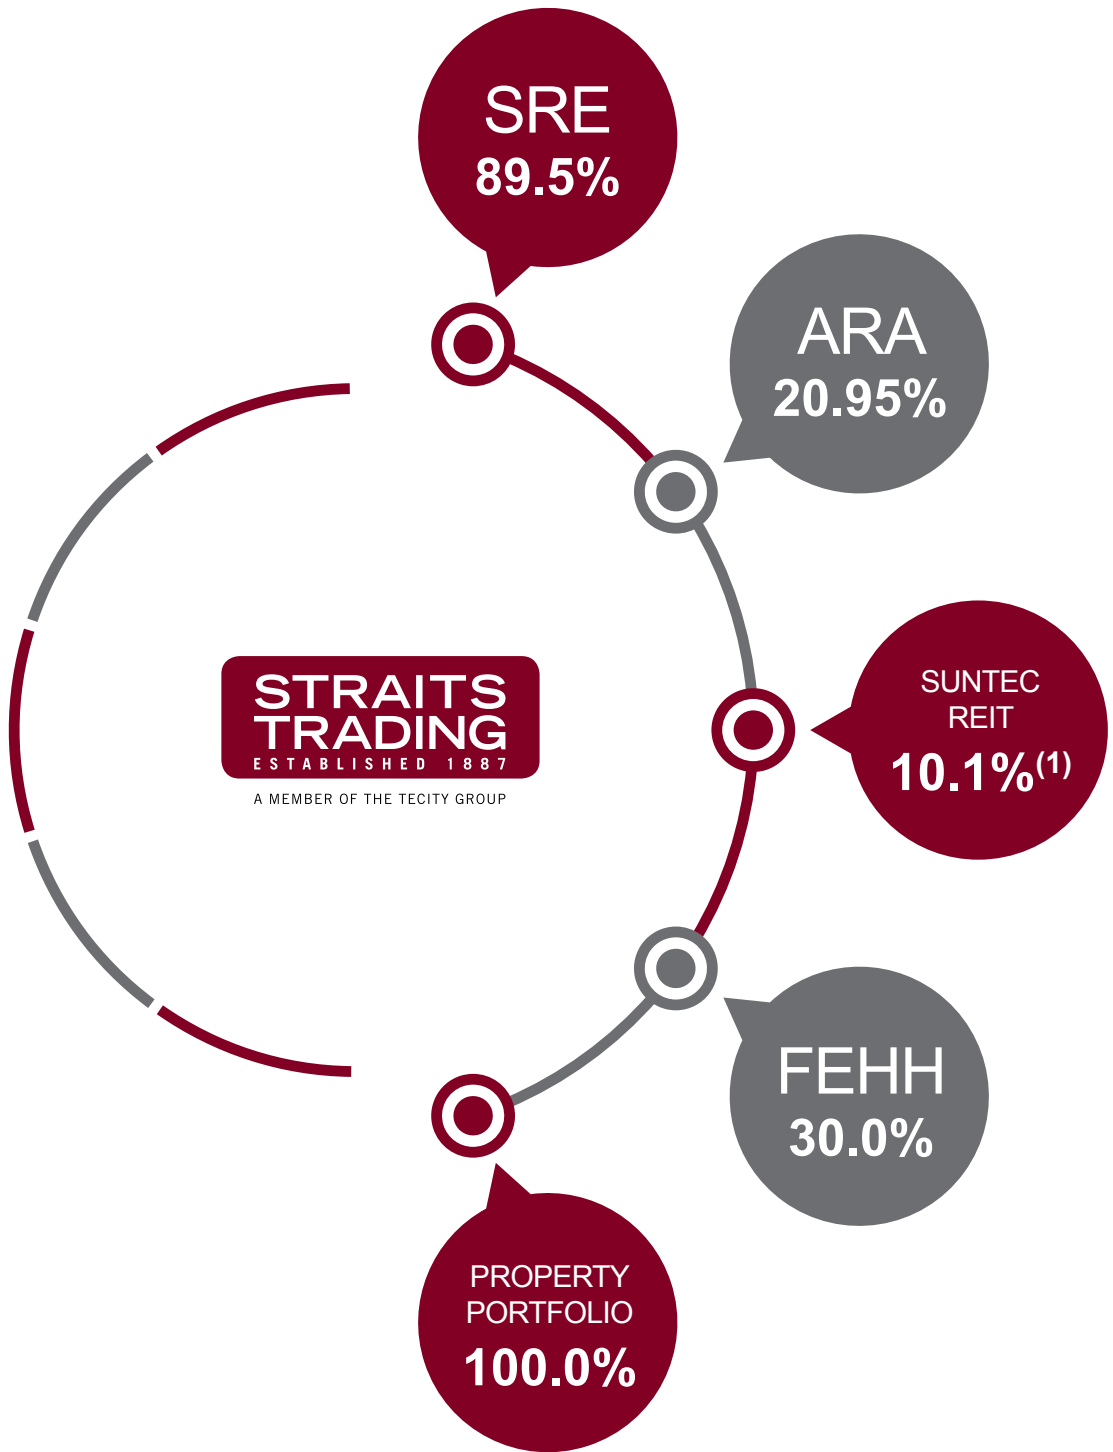 SRE
89.5%
ARA
20.95%
SUNTEC
REIT
10.1%(1)
STRAITS
TRADING
ESTABLISHED 1887
A MEMBER OF THE TECITY GROUP
FEHH
30.0%
PROPERTY
PORTFOLIO
100.0%